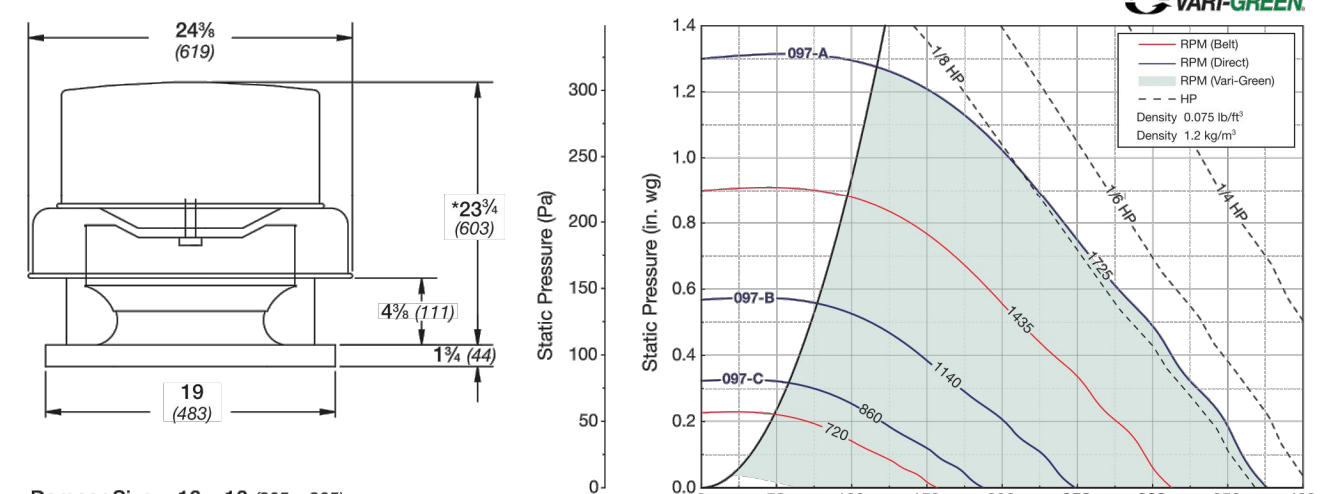 VARI-GREEN
24⅜
(619)
*23¾
(603)
4⅜ (111)
1¾ (44)
19
(483)
Static Pressure (Pa)
300
250
200
150
100
50
0
Static Pressure (in. wg)
1.4
1.2
1.0
0.8
0.6
0.4
0.2
0.0
097-A
097-B
097-C
1/8 HP
1/6 HP
1/4 HP
1725
1435
1140
860
720
RPM (Belt)
RPM (Direct)
RPM (Vari-Green)
HP
Density 0.075 lb/ft³
Density 1.2 kg/m³